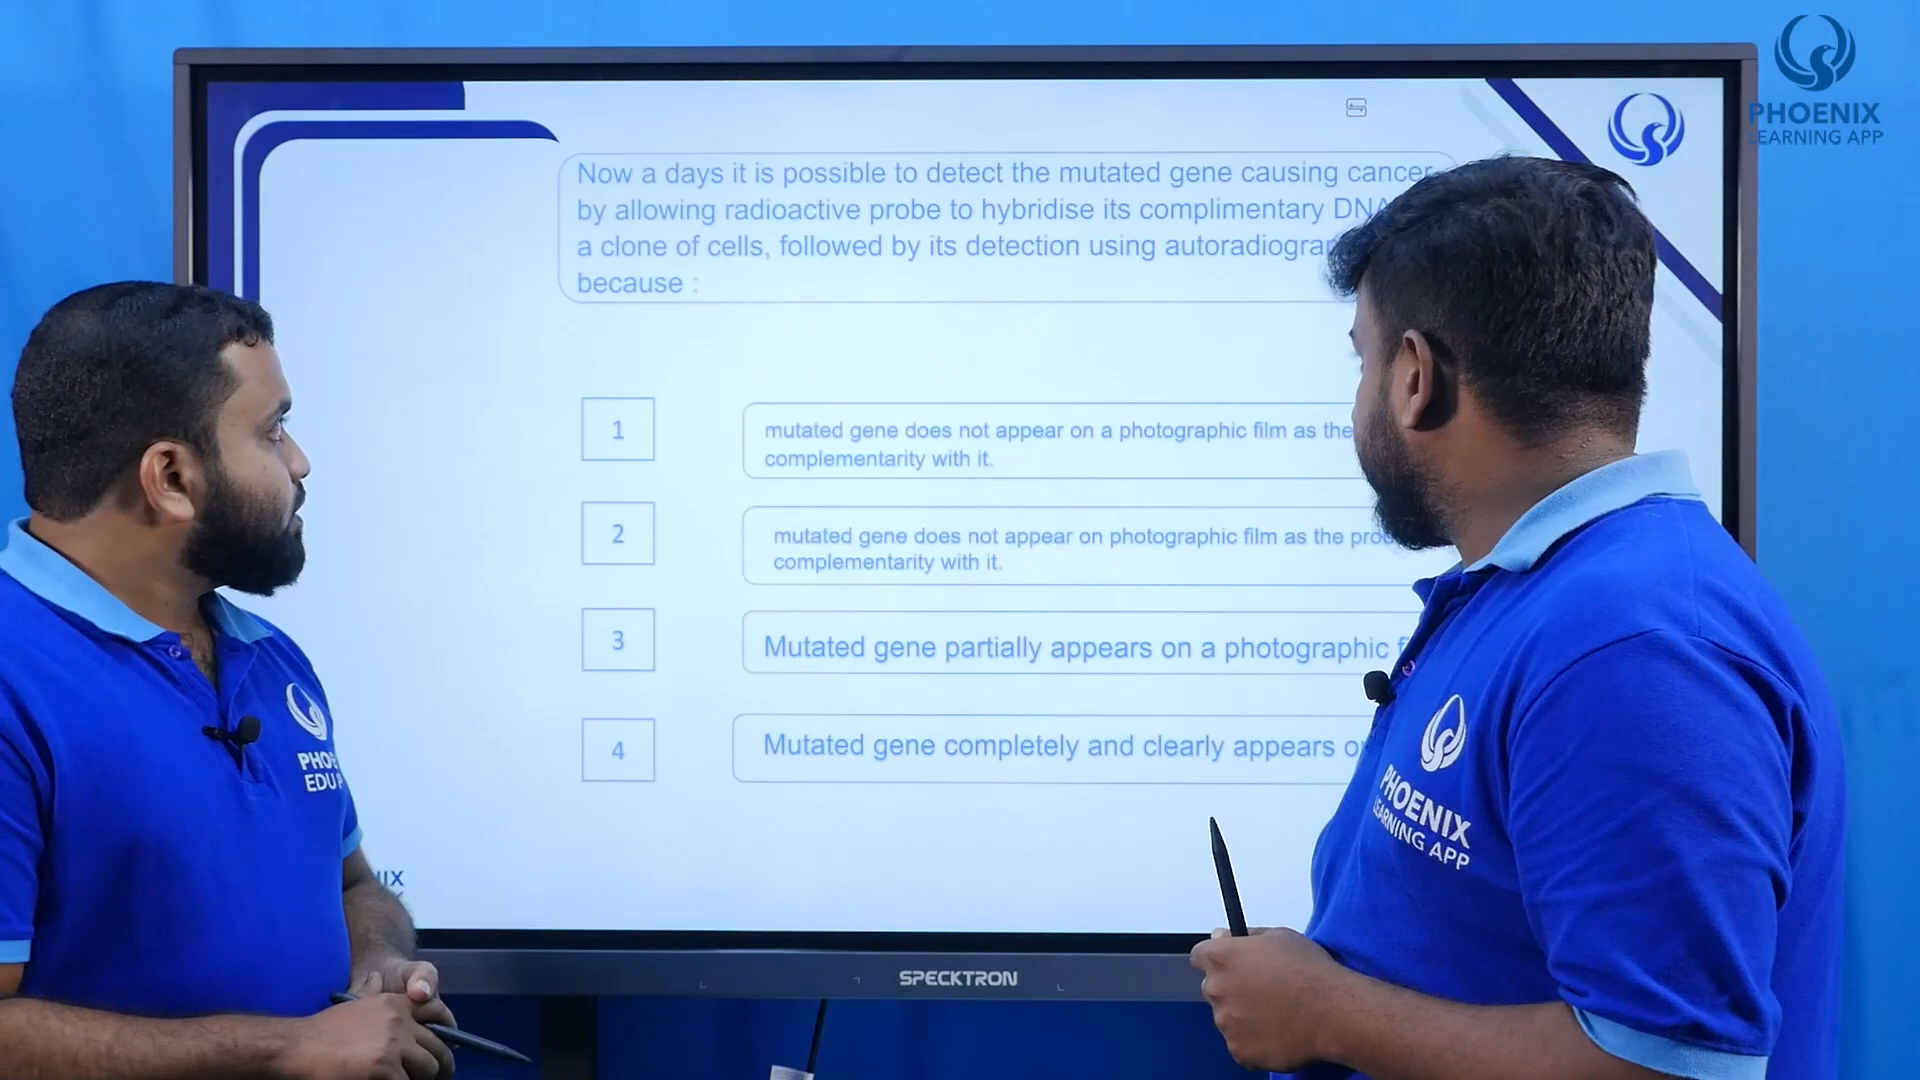 PHOENIX
LEARNING APP
Now a days it is possible to detect the mutated gene causing cancer
by allowing radioactive probe to hybridise its complimentary DNA
a clone of cells, followed by its detection using
because :
1
mutated gene does not appear on a photographic film as the
complementarity with it.
2
mutated gene does not appear on photographic film as the
complementarity with it.
3
Mutated gene partially appears on a photographic
4
Mutated gene completely and clearly appears
PHOENIX
LEARNING APP
EDU
SPECKTRON